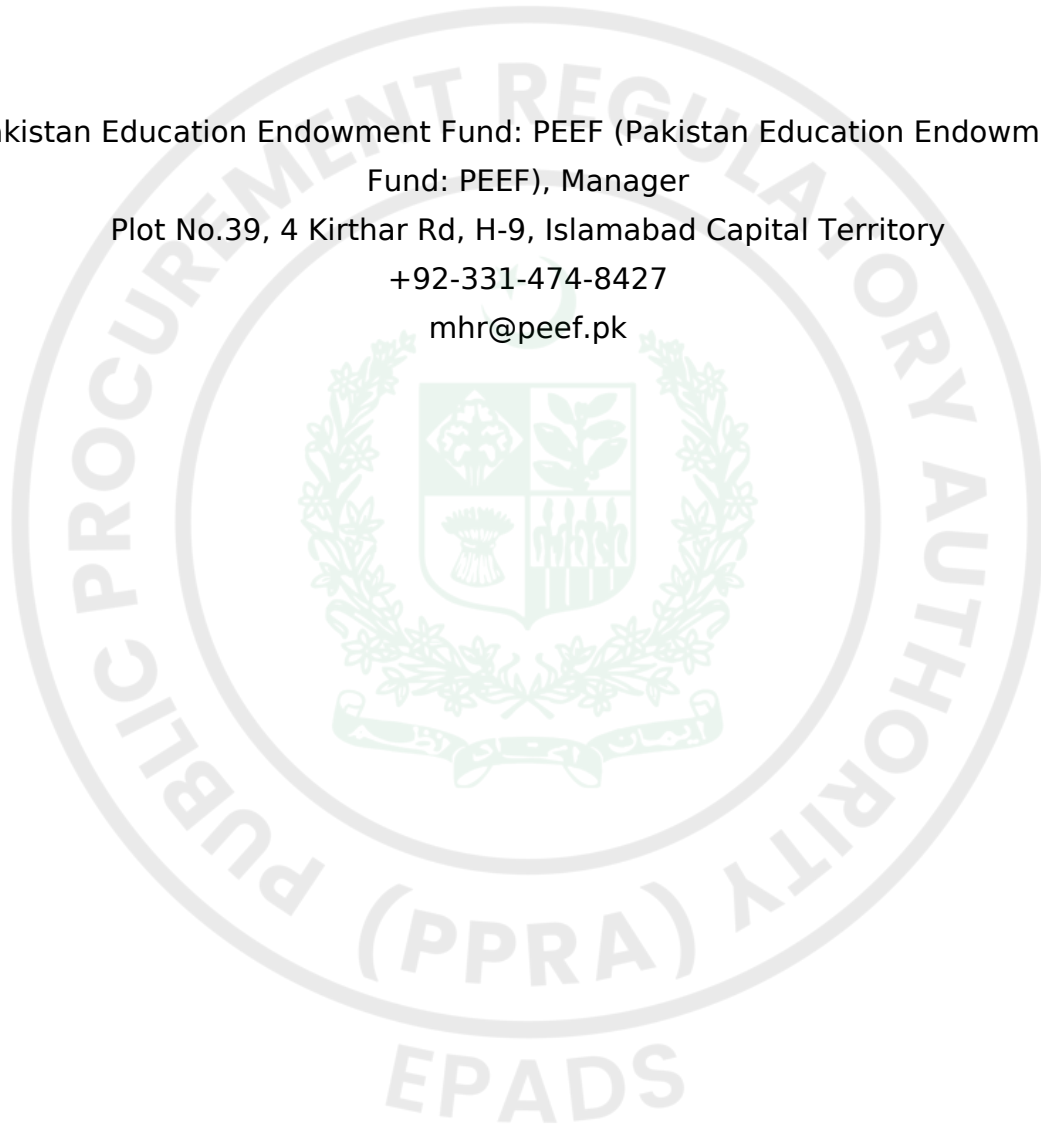 akistan Education Endowment Fund: PEEF (Pakistan Education Endowm
Fund: PEEF), Manager
Plot No.39, 4 Kirthar Rd, H-9, Islamabad Capital Territory
+92-331-474-8427
mhr@peef.pk
PUBLIC PROCUREMENT REGULATORY AUTHORITY
(PPRA)
EPADS